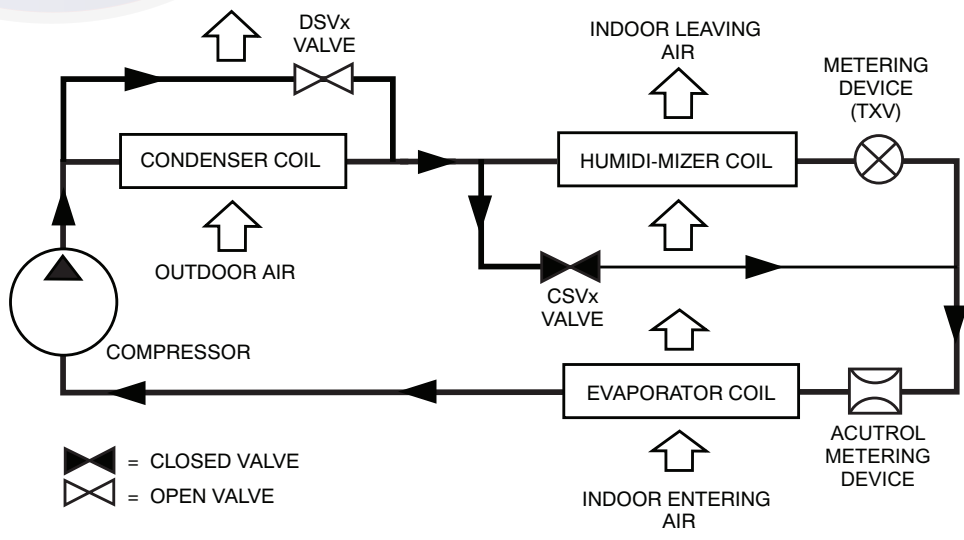 DSVx
VALVE
INDOOR LEAVING
AIR
METERING
DEVICE
(TXV)
CONDENSER COIL
HUMIDI-MIZER COIL
OUTDOOR AIR
CSVx
VALVE
COMPRESSOR
EVAPORATOR COIL
ACUTROL
METERING
DEVICE
= CLOSED VALVE
= OPEN VALVE
INDOOR ENTERING
AIR